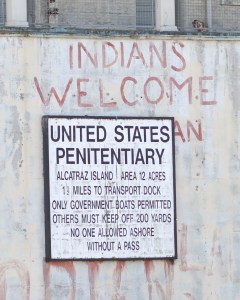 INDIANS
WELCOME
UNITED STATES
PENITENTIARY
ALCATRAZ ISLAND AREA 12 ACRES
1½ MILES TO TRANSPORT DOCK
ONLY GOVERNMENT BOATS PERMITTED
OTHERS MUST KEEP OFF 200 YARDS
NO ONE ALLOWED ASHORE
WITHOUT A PASS